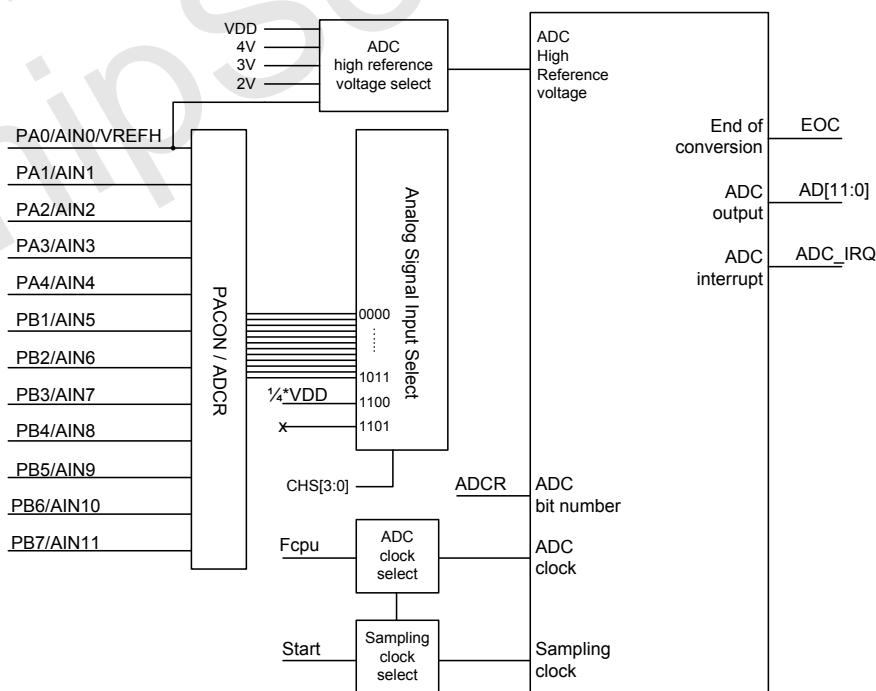 VDD
4V
3V
2V
ADC
high reference
voltage select
ADC
High
Reference
voltage
PA0/AIN0/VREFH
PA1/AIN1
PA2/AIN2
PA3/AIN3
PA4/AIN4
PB1/AIN5
PB2/AIN6
PB3/AIN7
PB4/AIN8
PB5/AIN9
PB6/AIN10
PB7/AIN11
PACON / ADCR
Analog Signal Input Select
0000
......
1011
¼*VDD
1100
x
1101
CHS[3:0]
End of
conversion
EOC
ADC
output
AD[11:0]
ADC
interrupt
ADC_IRQ
ADCR
ADC
bit number
Fcpu
ADC
clock
select
ADC
clock
Start
Sampling
clock
select
Sampling
clock